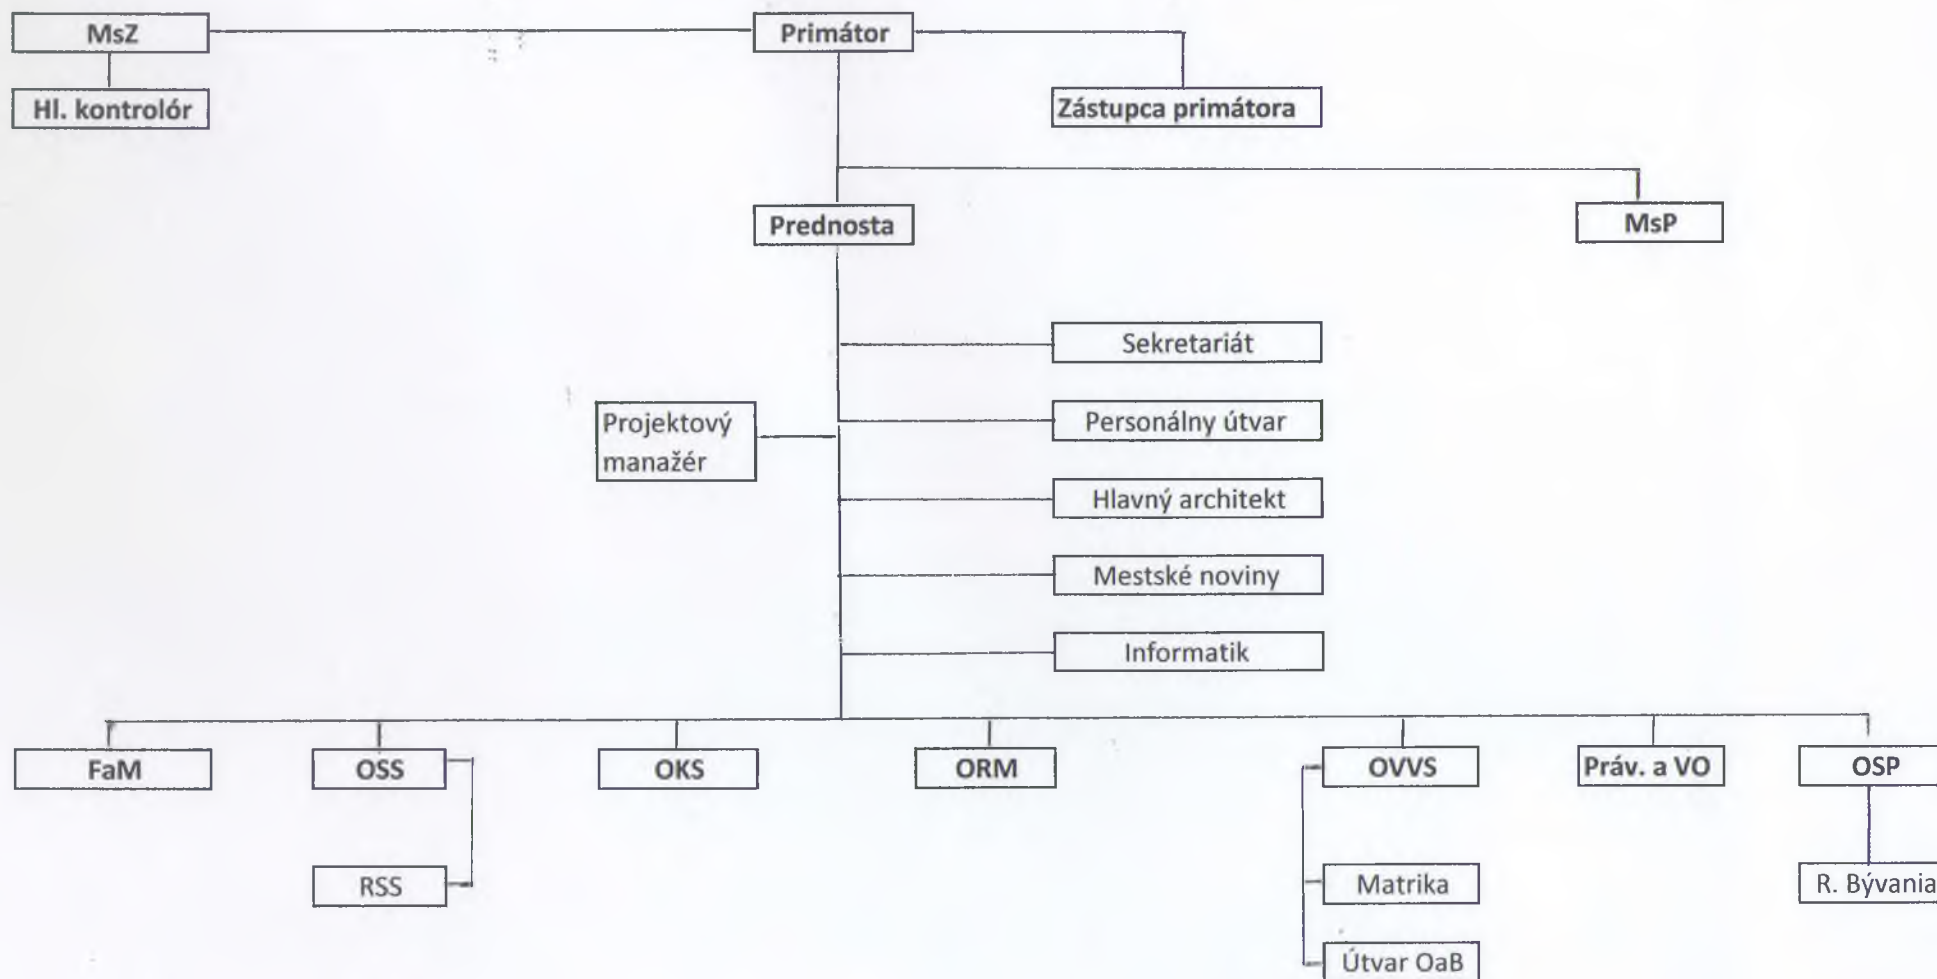 MsZ
Primátor
Hl. kontrolór
Zástupca primátora
Prednosta
MsP
Sekretariát
Projektový
manažér
Personálny útvar
Hlavný architekt
Mestské noviny
Informatik
FaM
OSS
OKS
ORM
OVVS
Práv. a VO
OSP
RSS
Matrika
R. Bývania
Útvar OaB